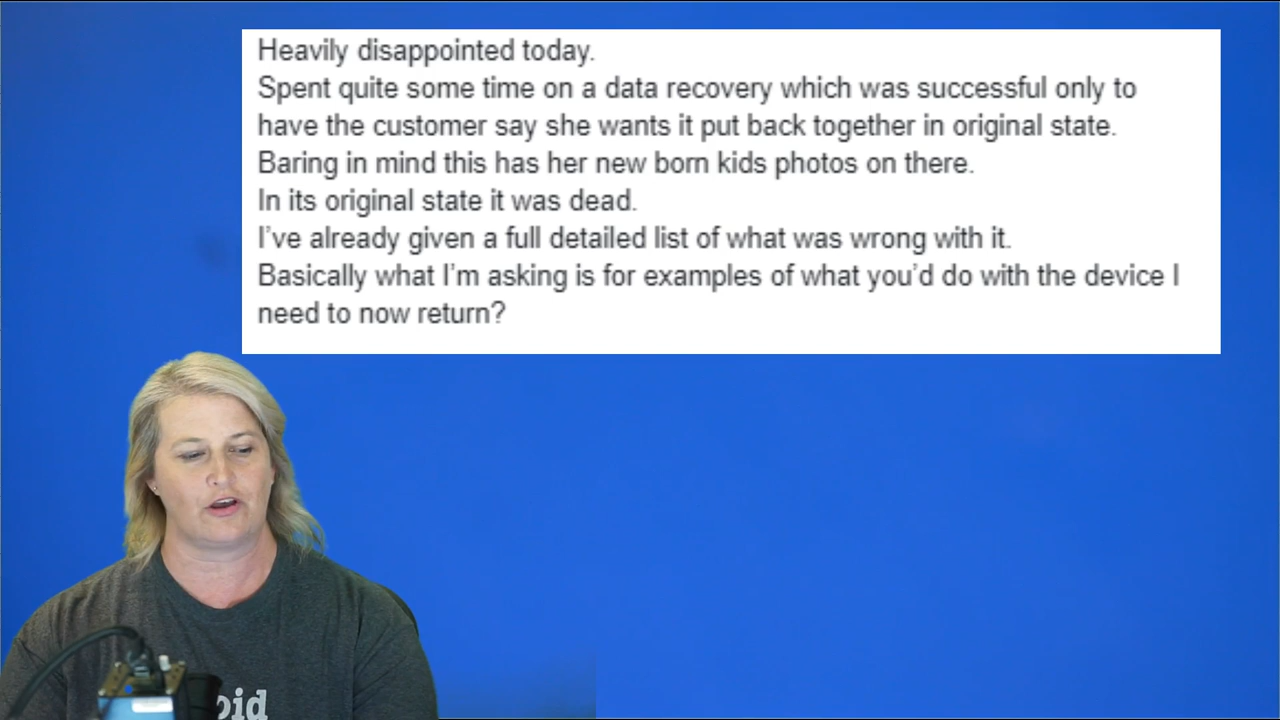 Heavily disappointed today.
Spent quite some time on a data recovery which was successful only to
have the customer say she wants it put back together in original state.
Baring in mind this has her new born kids photos on there.
In its original state it was dead.
I’ve already given a full detailed list of what was wrong with it.
Basically what I’m asking is for examples of what you’d do with the device I
need to now return?
oid